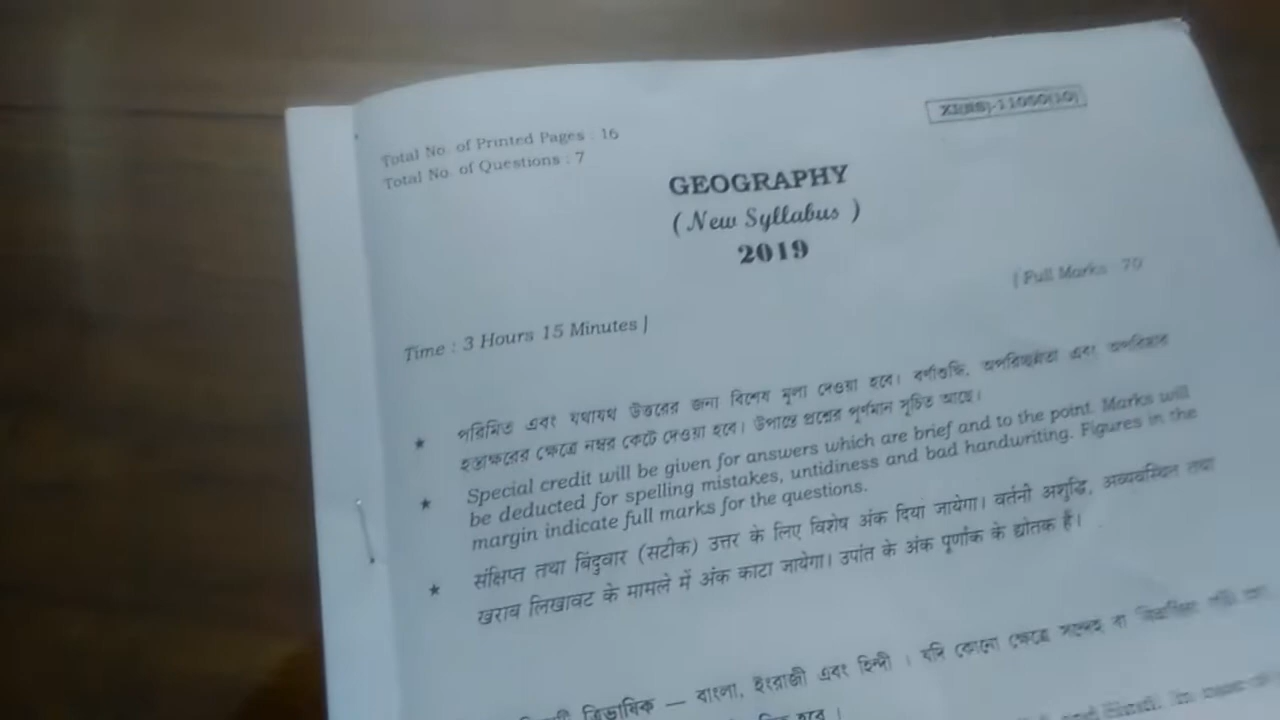 Total No. of Printed Pages : 16
Total No. of Questions : 7
GEOGRAPHY
( New Syllabus )
2019
[ Full Marks : 70
Time : 3 Hours 15 Minutes ]
★ পরিমিত এবং যথাযথ উত্তরের জন্য বিশেষ মূল্য দেওয়া হবে। বর্ণাশুদ্ধি, অপরিচ্ছন্নতা এবং অপরিষ্কার
হস্তাক্ষরের ক্ষেত্রে নম্বর কেটে দেওয়া হবে। উপান্তে প্রশ্নের পূর্ণমান সূচিত আছে।
★ Special credit will be given for answers which are brief and to the point. Marks will
be deducted for spelling mistakes, untidiness and bad handwriting. Figures in the
margin indicate full marks for the questions.
★ संक्षिप्त तथा बिंदुवार (सटीक) उत्तर के लिए विशेष अंक दिया जायेगा। वर्तनी अशुद्धि, अव्यवस्थित तथा
खराब लिखावट के मामले में अंक काटा जायेगा। उपांत के अंक पूर्णांक के द्योतक है।
ত্রিভাষিক — বাংলা, ইংরাজী এবং হিন্দী । যদি কোনো ক্ষেত্রে সন্দেহ বা
হবে ।